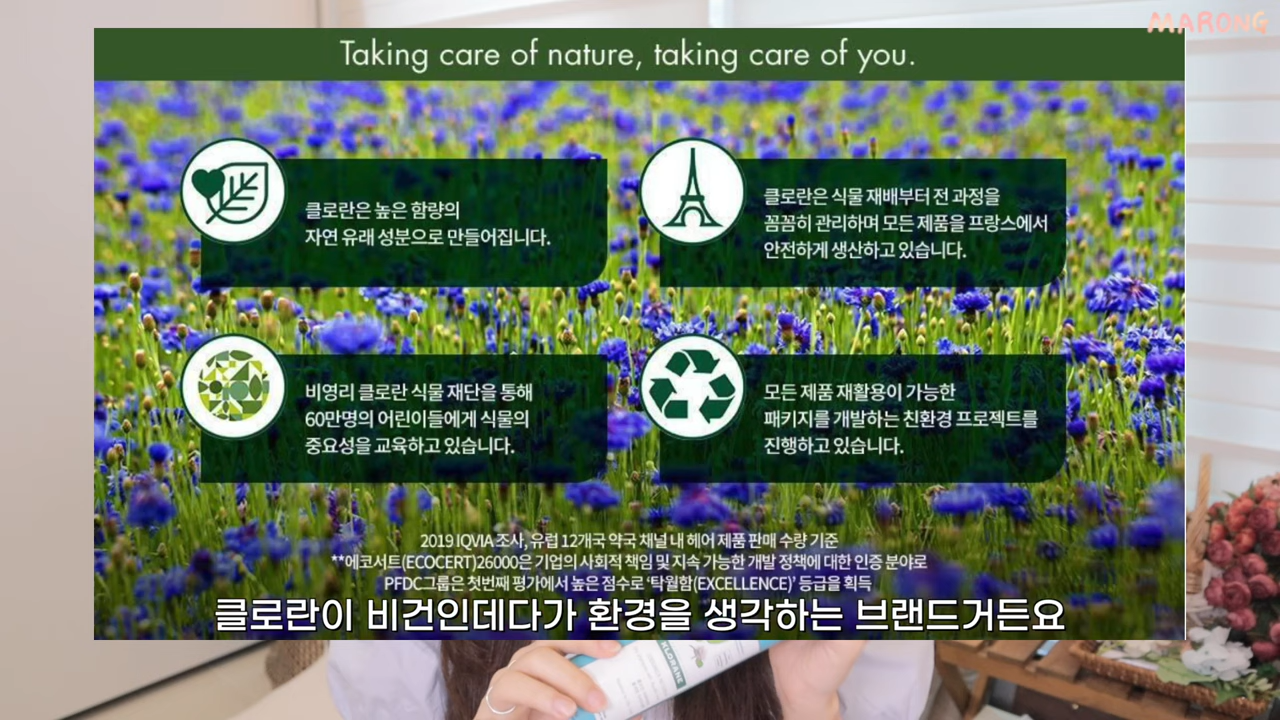 MARONG
Taking care of nature, taking care of you.
클로란은 높은 함량의
자연 유래 성분으로 만들어집니다.
클로란은 식물 재배부터 전 과정을
꼼꼼히 관리하며 모든 제품을 프랑스에서
안전하게 생산하고 있습니다.
비영리 클로란 식물 재단을 통해
60만명의 어린이들에게 식물의
중요성을 교육하고 있습니다.
모든 제품 재활용이 가능한
패키지를 개발하는 친환경 프로젝트를
진행하고 있습니다.
2019 IQVIA 조사, 유럽 12개국 약국 채널 내 헤어 제품 판매 수량 기준
**에코서트(ECOCERT)26000은 기업의 사회적 책임 및 지속 가능한 개발 정책에 대한 인증 분야로
PFDC그룹은 첫번째 평가에서 높은 점수로 ‘탁월함(EXCELLENCE)’ 등급을 획득
클로란이 비건인데다가 환경을 생각하는 브랜드거든요
KLORANE